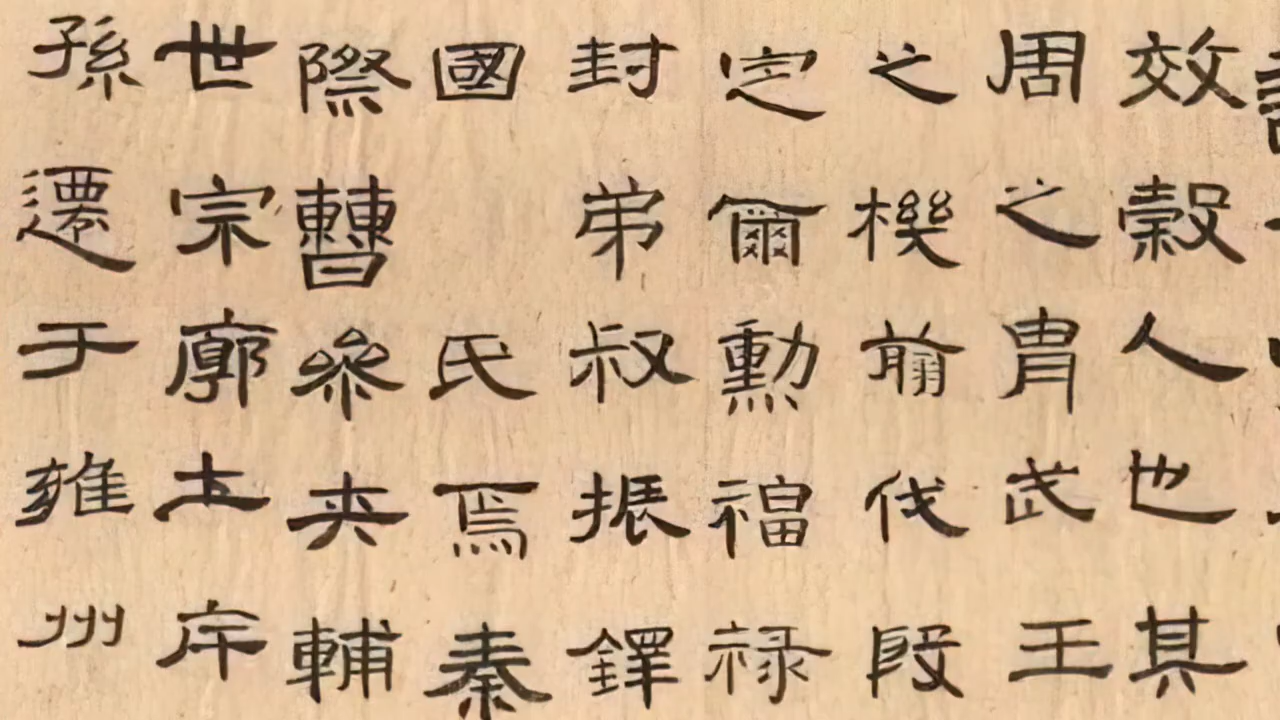 效穀人也其
周之胄武王
之機翦伐殷
定爾勳福祿
封弟叔振鐸
國氏焉秦
際曹參夾輔
世宗廓土斥
孫遷于雍州